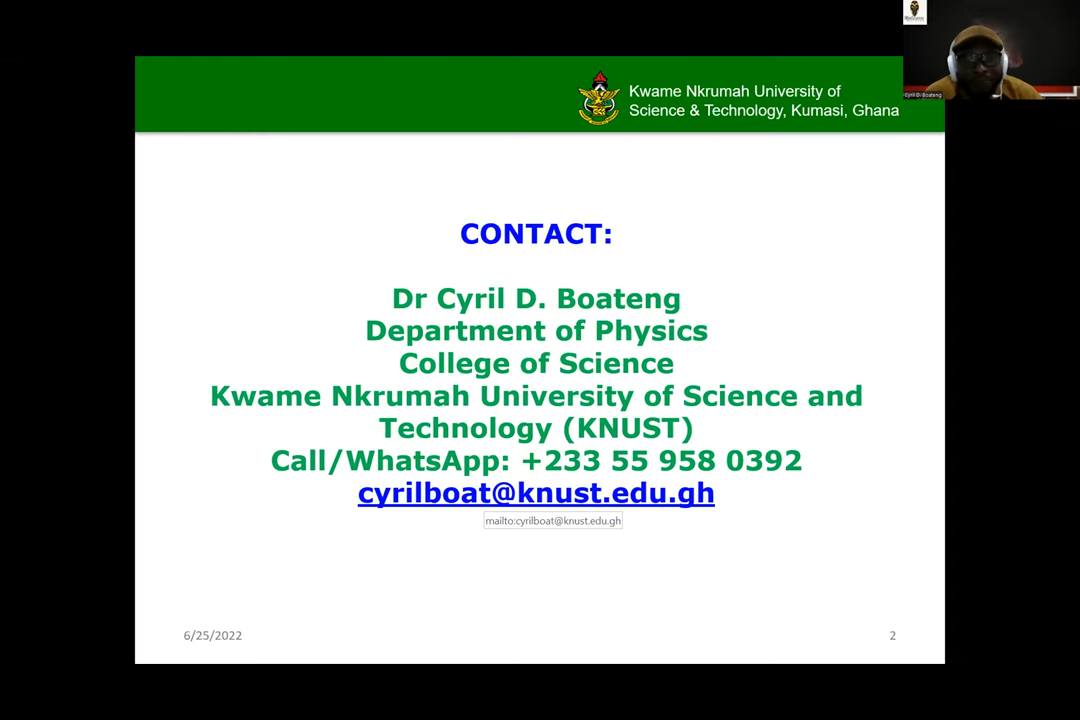 Kwame Nkrumah University of
Science & Technology, Kumasi, Ghana
Cyril D. Boateng
CONTACT:
Dr Cyril D. Boateng
Department of Physics
College of Science
Kwame Nkrumah University of Science and
Technology (KNUST)
Call/WhatsApp: +233 55 958 0392
cyrilboat@knust.edu.gh
mailto:cyrilboat@knust.edu.gh
6/25/2022
2